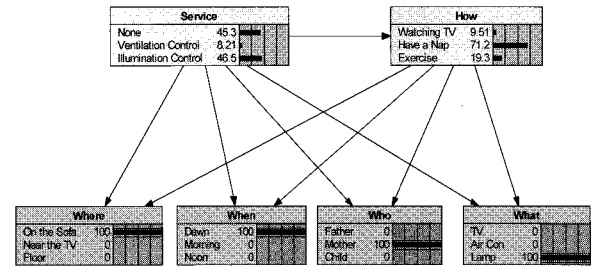 Service
None 45.3
Ventilation Control 8.21
Illumination Control 46.5
How
Watching TV 9.51
Have a Nap 71.2
Exercise 19.3
Where
On the Sofa 100
Near the TV 0
Floor 0
When
Dawn 100
Morning 0
Noon 0
Who
Father 0
Mother 100
Child 0
What
TV 0
Air Con 0
Lamp 100